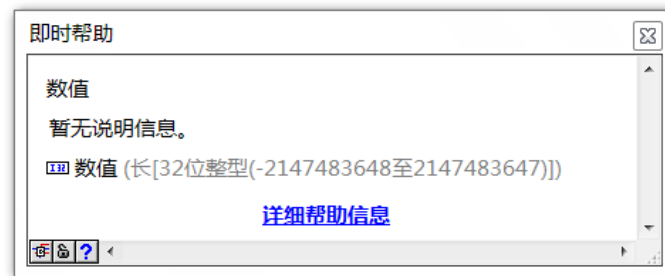 即时帮助
数值
暂无说明信息。
I32 数值 (长[32位整型(-2147483648至2147483647)])
详细帮助信息
?